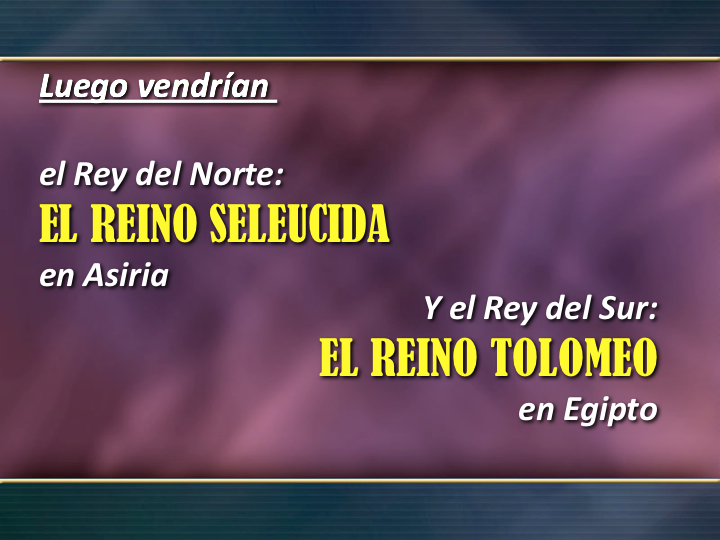 Luego vendrían
el Rey del Norte:
EL REINO SELEUCIDA
en Asiria
Y el Rey del Sur:
EL REINO TOLOMEO
en Egipto